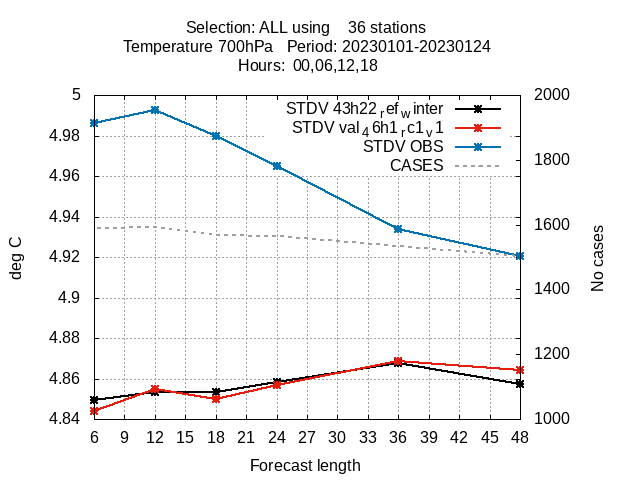 Selection: ALL using 36 stations
Temperature 700hPa Period: 20230101-20230124
Hours: 00,06,12,18
STDV 43h22ref_winter
STDV val46h1rc1v1
STDV OBS
CASES
5
4.98
4.96
4.94
4.92
4.9
4.88
4.86
4.84
deg C
2000
1800
1600
1400
1200
1000
No cases
6 9 12 15 18 21 24 27 30 33 36 39 42 45 48
Forecast length